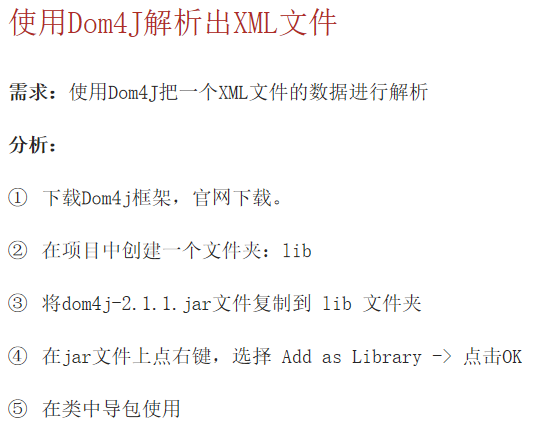 使用Dom4J解析出XML文件
需求：使用Dom4J把一个XML文件的数据进行解析
分析：
① 下载Dom4j框架，官网下载。
② 在项目中创建一个文件夹：lib
③ 将dom4j-2.1.1.jar文件复制到 lib 文件夹
④ 在jar文件上点右键，选择 Add as Library -> 点击OK
⑤ 在类中导包使用